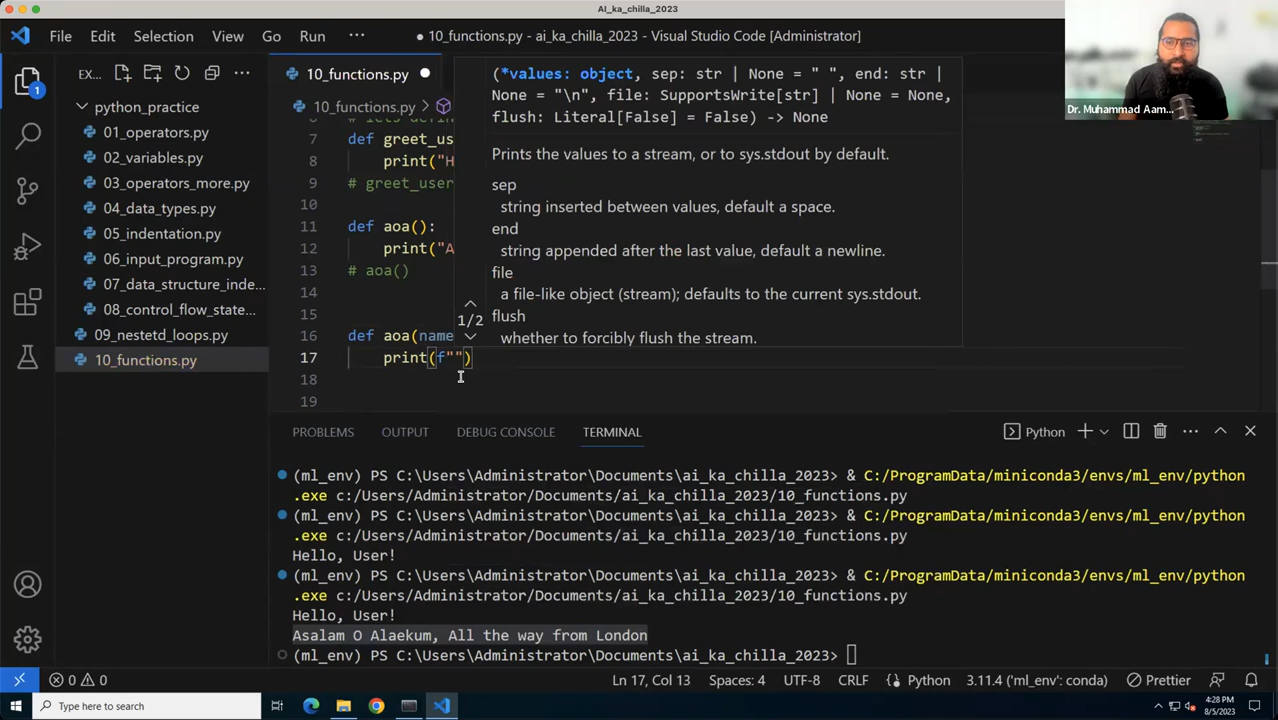 AI_ka_chilla_2023
File Edit Selection View Go Run ···
10_functions.py - ai_ka_chilla_2023 - Visual Studio Code [Administrator]
Dr. Muhammad Aam...
1
EX...
10_functions.py
python_practice
01_operators.py
02_variables.py
03_operators_more.py
04_data_types.py
05_indentation.py
06_input_program.py
07_data_structure_inde...
08_control_flow_state...
09_nestetd_loops.py
10_functions.py
10_functions.py >
6 # lets defin
7 def greet_us
8 print("H
9 # greet_user
10
11 def aoa():
12 print("A
13 # aoa()
14
15
16 def aoa(name
17 print(f"")
18
19
(*values: object, sep: str | None = " ", end: str |
None = "\n", file: SupportsWrite[str] | None = None,
flush: Literal[False] = False) -> None
Prints the values to a stream, or to sys.stdout by default.
sep
string inserted between values, default a space.
end
string appended after the last value, default a newline.
file
a file-like object (stream); defaults to the current sys.stdout.
flush
whether to forcibly flush the stream.
1/2
PROBLEMS OUTPUT DEBUG CONSOLE TERMINAL
Python
(ml_env) PS C:\Users\Administrator\Documents\ai_ka_chilla_2023> & C:/ProgramData/miniconda3/envs/ml_env/python
.exe c:/Users/Administrator/Documents/ai_ka_chilla_2023/10_functions.py
(ml_env) PS C:\Users\Administrator\Documents\ai_ka_chilla_2023> & C:/ProgramData/miniconda3/envs/ml_env/python
.exe c:/Users/Administrator/Documents/ai_ka_chilla_2023/10_functions.py
Hello, User!
(ml_env) PS C:\Users\Administrator\Documents\ai_ka_chilla_2023> & C:/ProgramData/miniconda3/envs/ml_env/python
.exe c:/Users/Administrator/Documents/ai_ka_chilla_2023/10_functions.py
Hello, User!
Asalam O Alaekum, All the way from London
(ml_env) PS C:\Users\Administrator\Documents\ai_ka_chilla_2023>
0 0 Ln 17, Col 13 Spaces: 4 UTF-8 CRLF Python 3.11.4 ('ml_env': conda) Prettier
Type here to search
4:28 PM
8/5/2023